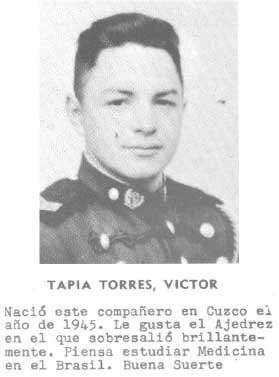 TAPIA TORRES, VICTOR
Nació este compañero en Cuzco el
año de 1945. Le gusta el Ajedrez
en el que sobresalió brillante-
mente. Piensa estudiar Medicina
en el Brasil. Buena Suerte